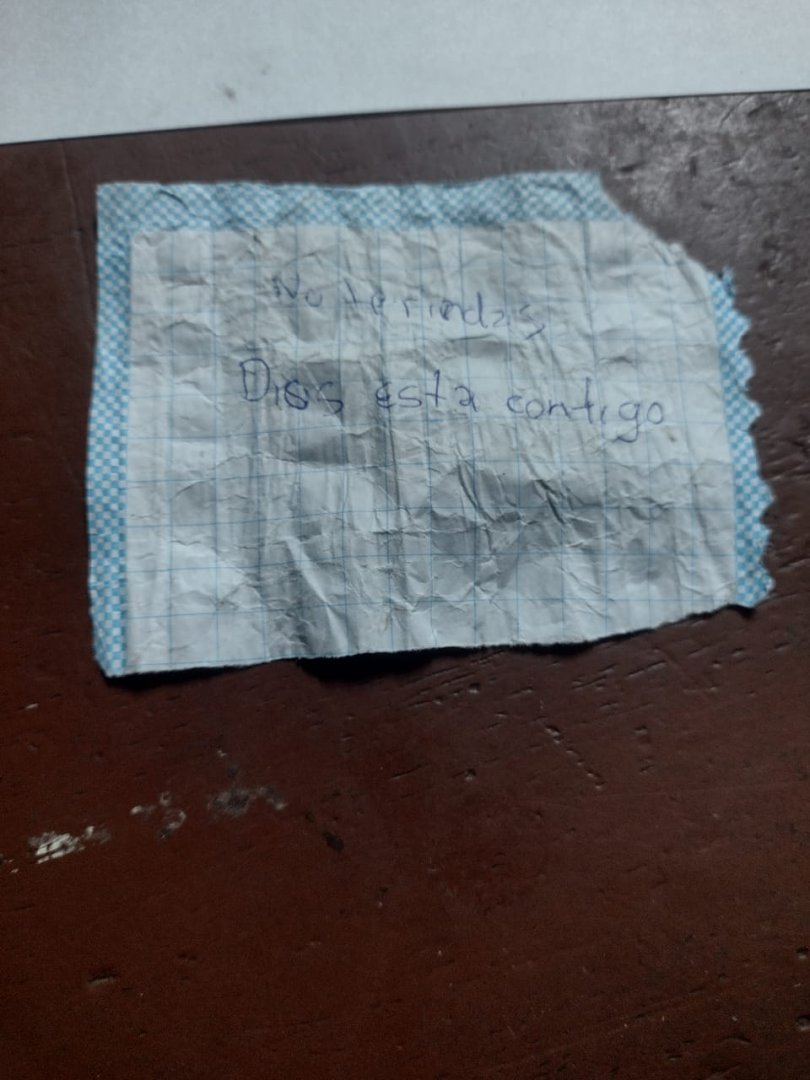 No te rindas
Dios esta contigo